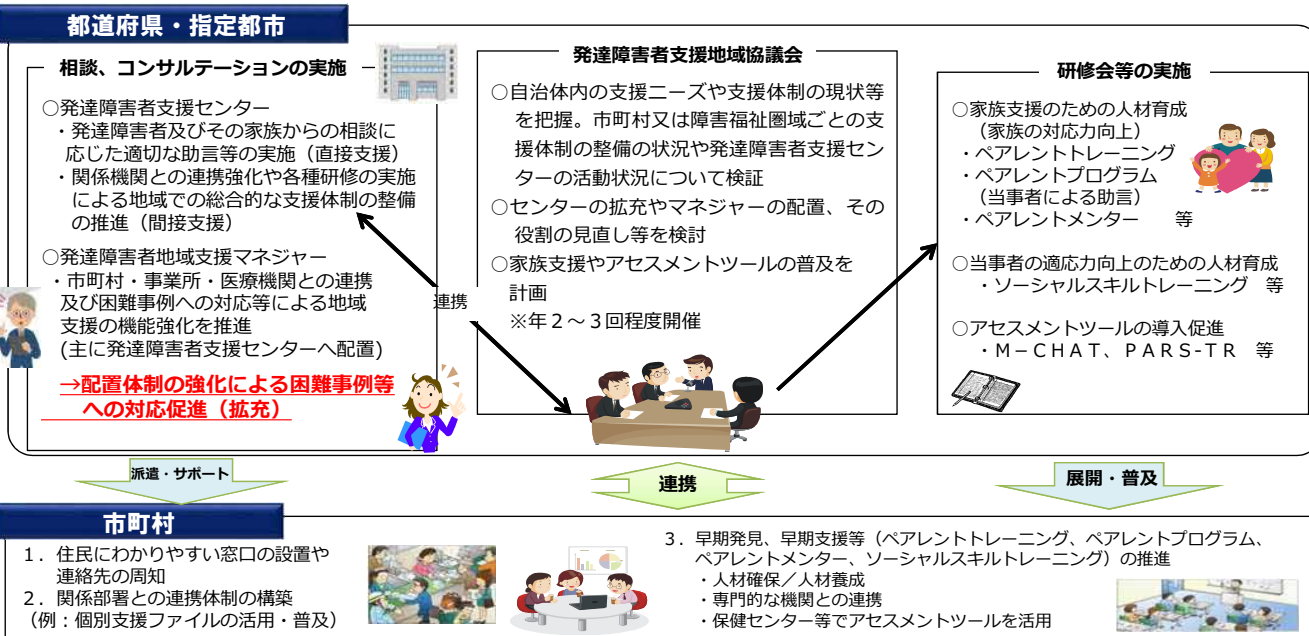 都道府県・指定都市
相談、コンサルテーションの実施
○発達障害者支援センター
・発達障害者及びその家族からの相談に
応じた適切な助言等の実施（直接支援）
・関係機関との連携強化や各種研修の実施
による地域での総合的な支援体制の整備
の推進（間接支援）
○発達障害者地域支援マネジャー
・市町村・事業所・医療機関との連携
及び困難事例への対応等による地域
支援の機能強化を推進
(主に発達障害者支援センターへ配置)
→配置体制の強化による困難事例等
への対応促進（拡充）
連携
発達障害者支援地域協議会
○自治体内の支援ニーズや支援体制の現状等
を把握。市町村又は障害福祉圏域ごとの支
援体制の整備の状況や発達障害者支援セン
ターの活動状況について検証
○センターの拡充やマネジャーの配置、その
役割の見直し等を検討
○家族支援やアセスメントツールの普及を
計画
※年２～３回程度開催
研修会等の実施
○家族支援のための人材育成
（家族の対応力向上）
・ペアレントトレーニング
・ペアレントプログラム
（当事者による助言）
・ペアレントメンター　　等
○当事者の適応力向上のための人材育成
・ソーシャルスキルトレーニング　等
○アセスメントツールの導入促進
・Ｍ－ＣＨＡＴ、ＰＡＲＳ-ＴＲ　等
派遣・サポート
連携
展開・普及
市町村
１．住民にわかりやすい窓口の設置や
連絡先の周知
２．関係部署との連携体制の構築
（例：個別支援ファイルの活用・普及）
３．早期発見、早期支援等（ペアレントトレーニング、ペアレントプログラム、
ペアレントメンター、ソーシャルスキルトレーニング）の推進
・人材確保／人材養成
・専門的な機関との連携
・保健センター等でアセスメントツールを活用